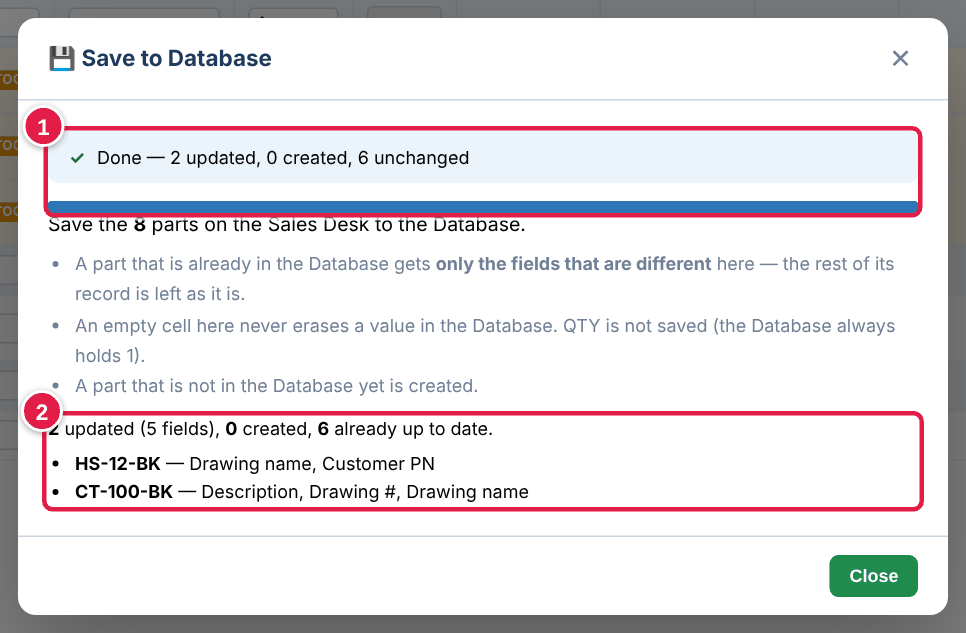 💾 Save to Database ✕
1
✓ Done — 2 updated, 0 created, 6 unchanged
Save the 8 parts on the Sales Desk to the Database.
• A part that is already in the Database gets only the fields that are different here — the rest of its
record is left as it is.
• An empty cell here never erases a value in the Database. QTY is not saved (the Database always
holds 1).
• A part that is not in the Database yet is created.
2
2 updated (5 fields), 0 created, 6 already up to date.
• HS-12-BK — Drawing name, Customer PN
• CT-100-BK — Description, Drawing #, Drawing name
Close